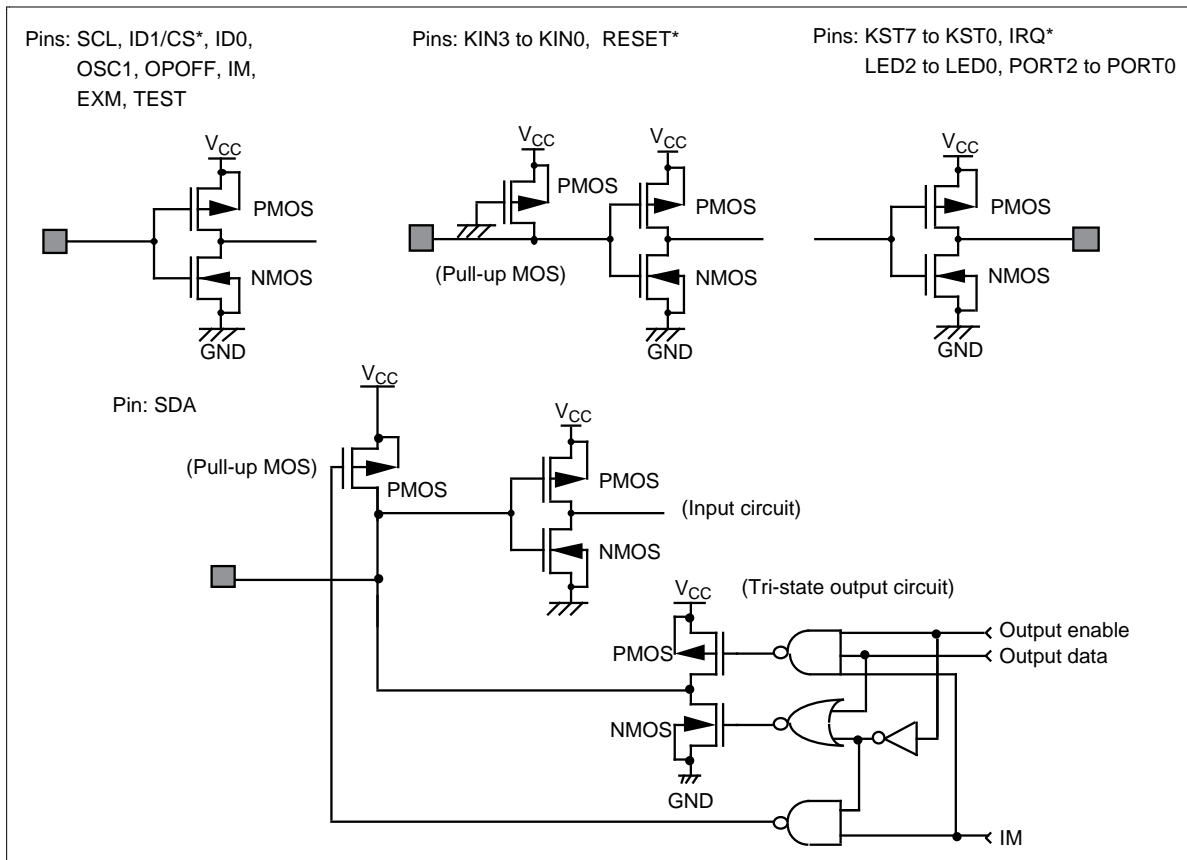 Pins: SCL, ID1/CS*, ID0,
OSC1, OPOFF, IM,
EXM, TEST
Pins: KIN3 to KIN0, RESET*
Pins: KST7 to KST0, IRQ*
LED2 to LED0, PORT2 to PORT0
VCC
PMOS
NMOS
GND
VCC
PMOS
(Pull-up MOS)
VCC
PMOS
NMOS
GND
VCC
PMOS
NMOS
GND
Pin: SDA
VCC
(Pull-up MOS)
PMOS
VCC
PMOS
NMOS
(Input circuit)
(Tri-state output circuit)
VCC
PMOS
NMOS
GND
Output enable
Output data
IM